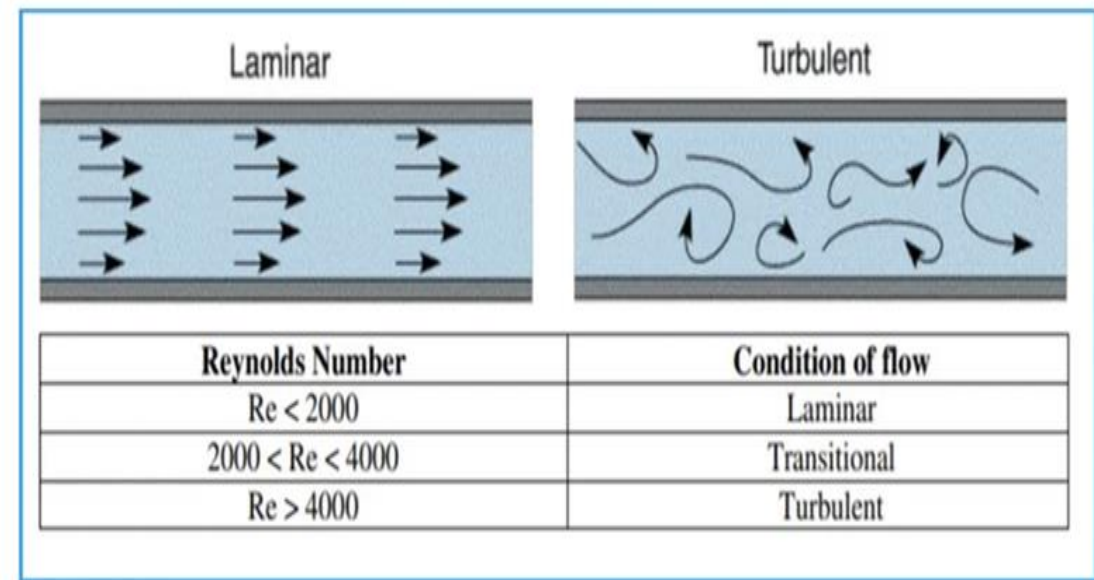 Laminar
Turbulent
Reynolds Number Condition of flow
Re < 2000 Laminar
2000 < Re < 4000 Transitional
Re > 4000 Turbulent